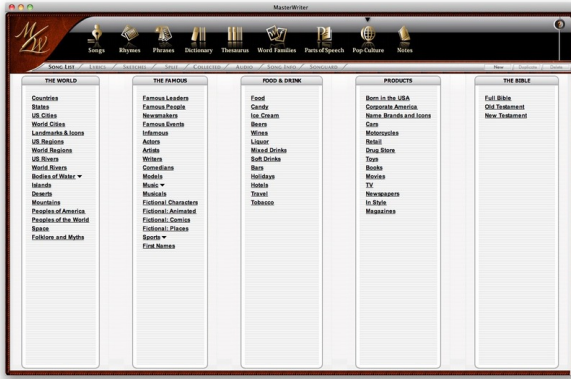 MasterWriter
MW
Songs Rhymes Phrases Dictionary Thesaurus Word Families Parts of Speech Pop Culture Notes
SONG LIST / LYRICS / SKETCHES / SPLIT / COLLECTED / AUDIO / SONG INFO / SONGUARD /
New / Duplicate / Delete
THE WORLD
Countries
States
US Cities
World Cities
Landmarks & Icons
US Regions
World Regions
US Rivers
World Rivers
Bodies of Water
Islands
Deserts
Mountains
Peoples of America
Peoples of the World
Space
Folklore and Myths
THE FAMOUS
Famous Leaders
Famous People
Newsmakers
Famous Events
Infamous
Actors
Artists
Writers
Comedians
Models
Music
Musicals
Fictional Characters
Fictional: Animated
Fictional: Comics
Fictional: Places
Sports
First Names
FOOD & DRINK
Food
Candy
Ice Cream
Beers
Wines
Liquor
Mixed Drinks
Soft Drinks
Bars
Holidays
Hotels
Travel
Tobacco
PRODUCTS
Born in the USA
Corporate America
Name Brands and Icons
Cars
Motorcycles
Retail
Drug Store
Toys
Books
Movies
TV
Newspapers
In Style
Magazines
THE BIBLE
Full Bible
Old Testament
New Testament